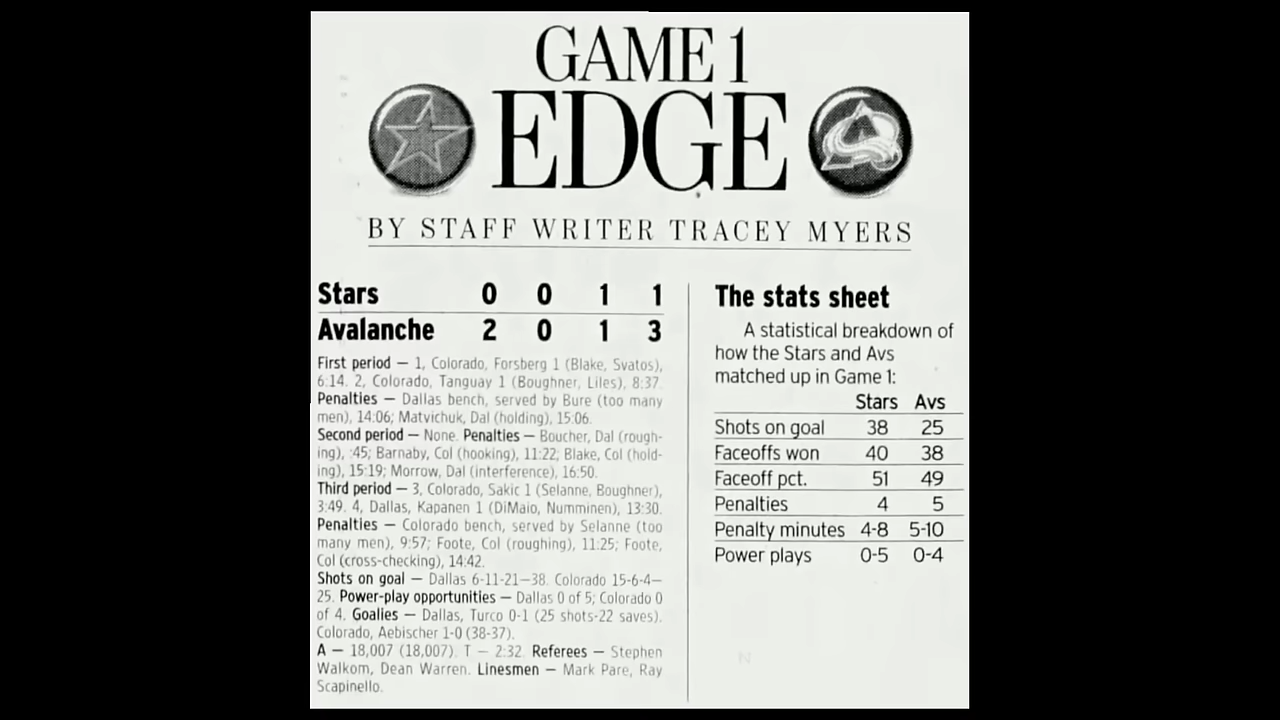 GAME 1
EDGE
BY STAFF WRITER TRACEY MYERS
Stars 0 0 1 1
Avalanche 2 0 1 3
First period — 1, Colorado, Forsberg 1 (Blake, Svatos),
6:14. 2, Colorado, Tanguay 1 (Boughner, Liles), 8:37.
Penalties — Dallas bench, served by Bure (too many
men), 14:06; Matvichuk, Dal (holding), 15:06.
Second period — None. Penalties — Boucher, Dal (rough-
ing), :45; Barnaby, Col (hooking), 11:22; Blake, Col (hold-
ing), 15:19; Morrow, Dal (interference), 16:50.
Third period — 3, Colorado, Sakic 1 (Selanne, Boughner),
3:49. 4, Dallas, Kapanen 1 (DiMaio, Numminen), 13:30.
Penalties — Colorado bench, served by Selanne (too
many men), 9:57; Foote, Col (roughing), 11:25; Foote,
Col (cross-checking), 14:42.
Shots on goal — Dallas 6-11-21—38. Colorado 15-6-4—
25. Power-play opportunities — Dallas 0 of 5; Colorado 0
of 4. Goalies — Dallas, Turco 0-1 (25 shots-22 saves).
Colorado, Aebischer 1-0 (38-37).
A — 18,007 (18,007). T — 2:32. Referees — Stephen
Walkom, Dean Warren. Linesmen — Mark Pare, Ray
Scapinello.
The stats sheet
A statistical breakdown of
how the Stars and Avs
matched up in Game 1:
Stars Avs
Shots on goal 38 25
Faceoffs won 40 38
Faceoff pct. 51 49
Penalties 4 5
Penalty minutes 4-8 5-10
Power plays 0-5 0-4